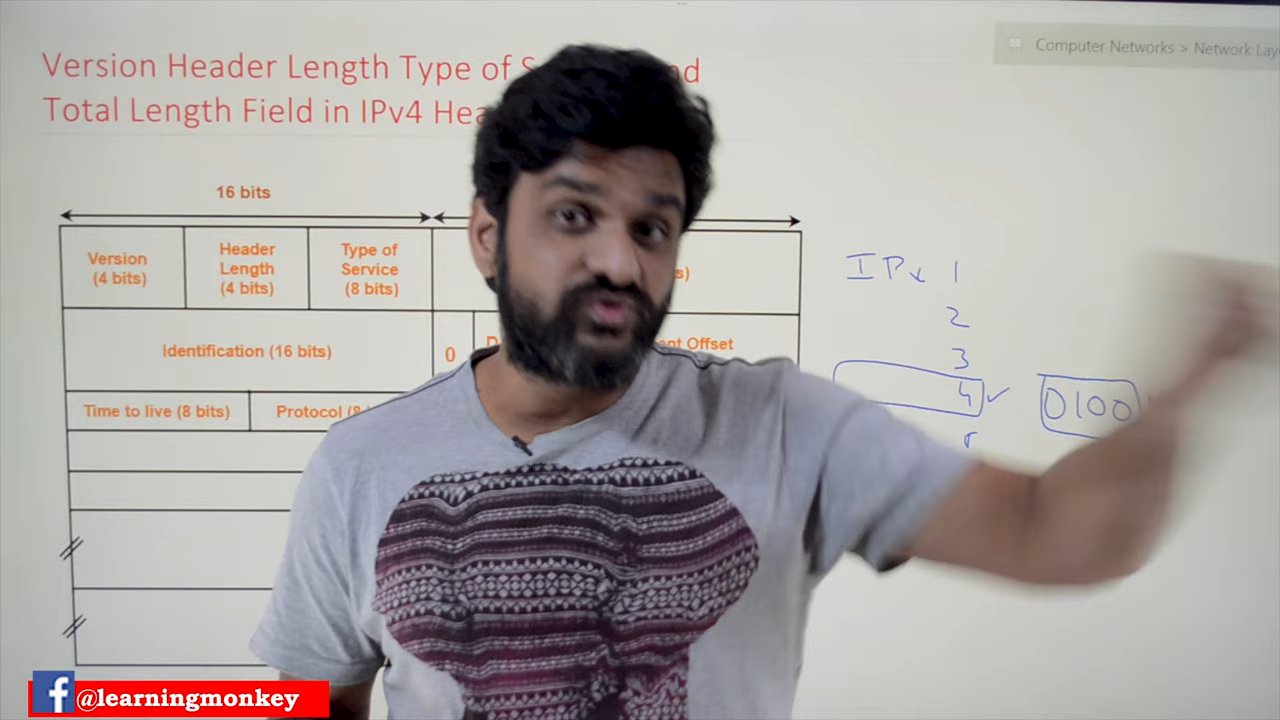 Computer Networks > Network
Version Header Length Type of
Total Length Field in IPv4
16 bits
Version
(4 bits)
Header
Length
(4 bits)
Type of
Service
(8 bits)
Identification (16 bits)
0
Offset
Time to live (8 bits)
Protocol
IPv 1
2
3
4
0100
@learningmonkey